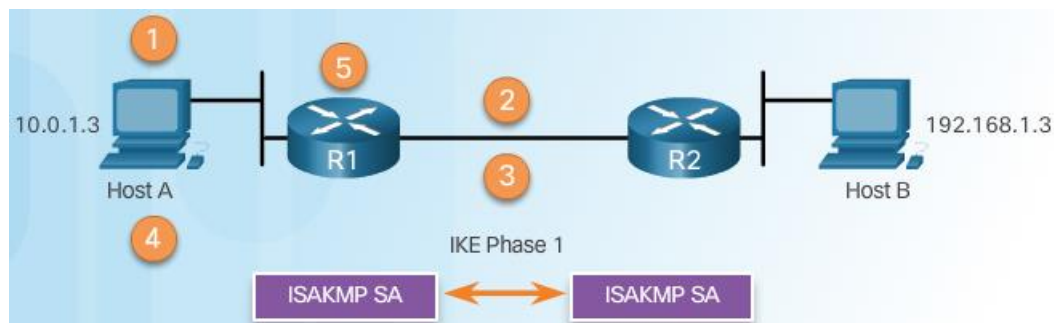 1
5
2
10.0.1.3
R1
R2
192.168.1.3
Host A
3
Host B
4
IKE Phase 1
ISAKMP SA
ISAKMP SA